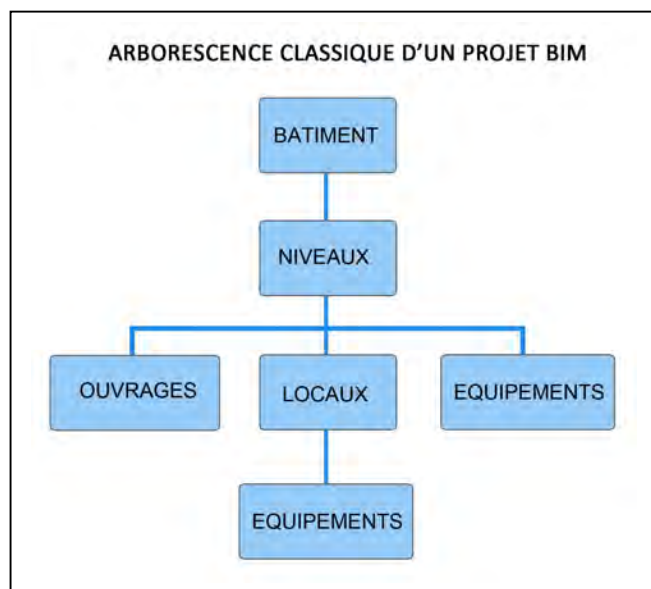 ARBORESCENCE CLASSIQUE D'UN PROJET BIM
BATIMENT
NIVEAUX
OUVRAGES
LOCAUX
EQUIPEMENTS
EQUIPEMENTS